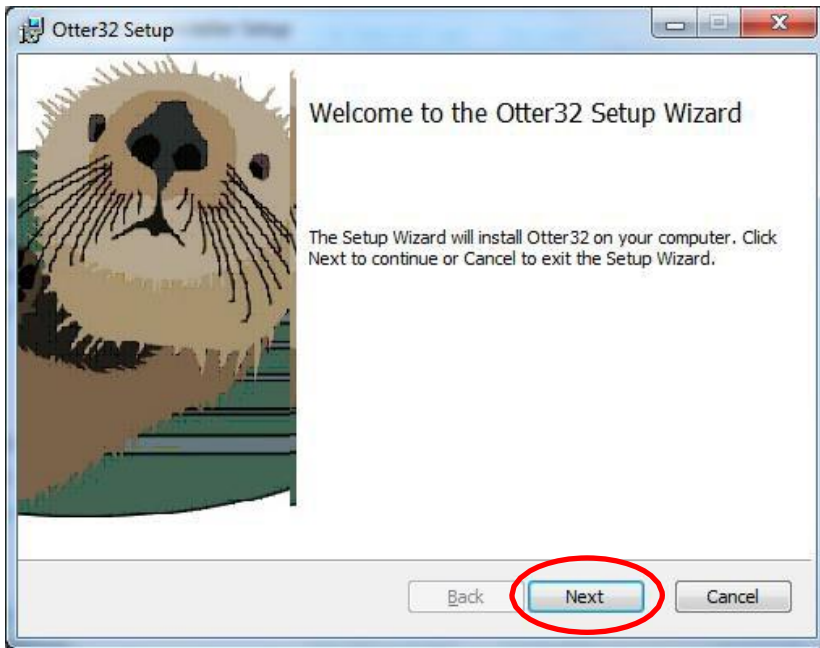 Otter32 Setup
Welcome to the Otter32 Setup Wizard
The Setup Wizard will install Otter32 on your computer. Click
Next to continue or Cancel to exit the Setup Wizard.
Back
Next
Cancel